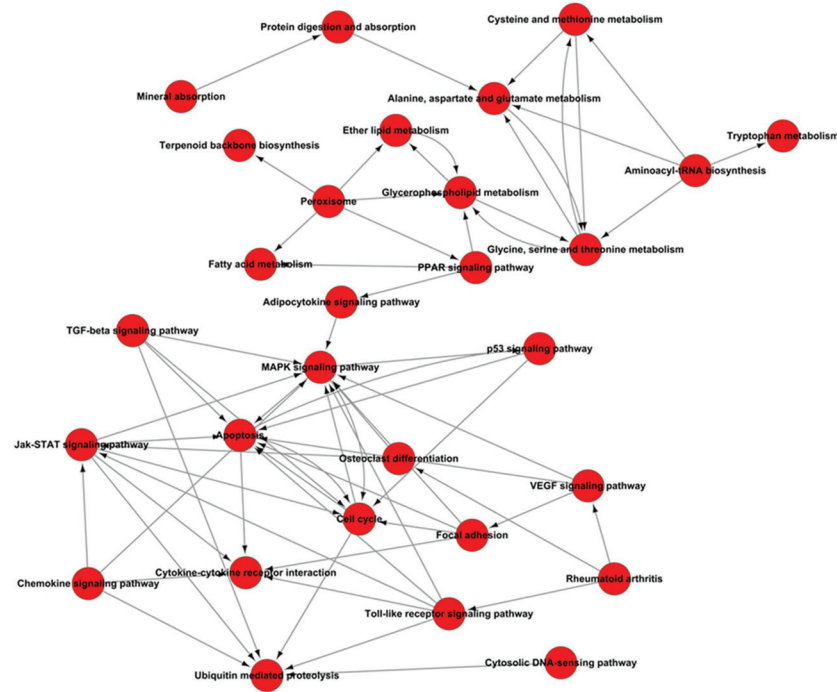 Cysteine and methionine metabolism
Protein digestion and absorption
Mineral absorption
Alanine, aspartate and glutamate metabolism
Ether lipid metabolism
Tryptophan metabolism
Terpenoid backbone biosynthesis
Aminoacyl-tRNA biosynthesis
Glycerophospholipid metabolism
Peroxisome
Glycine, serine and threonine metabolism
Fatty acid metabolism
PPAR signaling pathway
Adipocytokine signaling pathway
TGF-beta signaling pathway
p53 signaling pathway
MAPK signaling pathway
Apoptosis
Jak-STAT signaling pathway
Osteoclast differentiation
VEGF signaling pathway
Cell cycle
Focal adhesion
Cytokine-cytokine receptor interaction
Rheumatoid arthritis
Chemokine signaling pathway
Toll-like receptor signaling pathway
Cytosolic DNA-sensing pathway
Ubiquitin mediated proteolysis